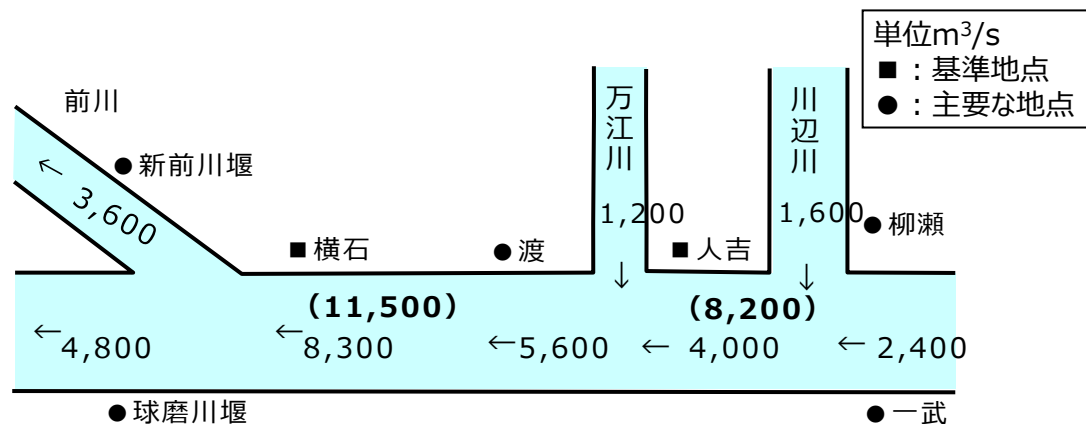 単位m³/s
■：基準地点
●：主要な地点
前川
●新前川堰
← 3,600
万江川
1,200
↓
川辺川
1,600
↓
●柳瀬
■横石
●渡
■人吉
（11,500）
（8,200）
←4,800
←8,300
←5,600
← 4,000
← 2,400
●球磨川堰
●一武